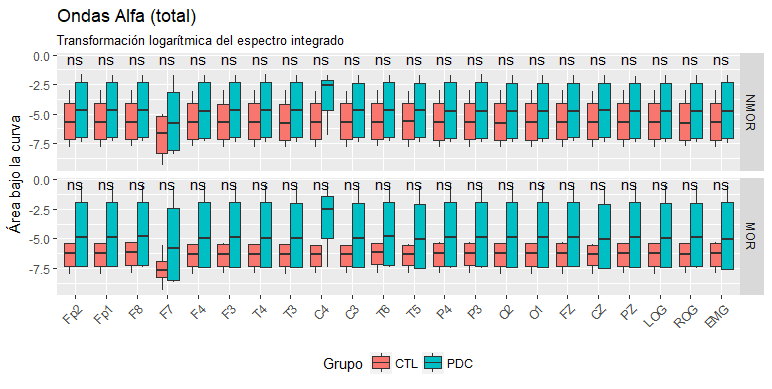 Ondas Alfa (total)
Transformación logarítmica del espectro integrado
Área bajo la curva
0.0
-2.5
-5.0
-7.5
ns ns ns ns ns ns ns ns ns ns ns ns ns ns ns ns ns ns ns ns ns ns
NMOR
0.0
-2.5
-5.0
-7.5
ns ns ns ns ns ns ns ns ns ns ns ns ns ns ns ns ns ns ns ns ns ns
MOR
Fp2 Fp1 F8 F7 F4 F3 T4 T3 C4 C3 T6 T5 P4 P3 O2 O1 FZ CZ PZ LOG ROG EMG
Grupo CTL PDC